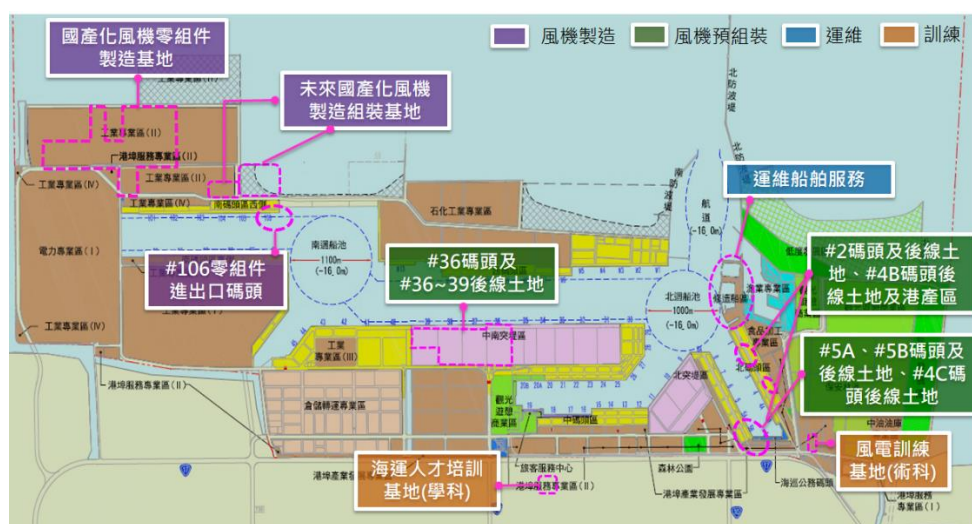 風機製造
風機預組裝
運維
訓練
國產化風機零組件
製造基地
未來國產化風機
製造組裝基地
工業專業區(II)
港埠服務專業區(II)
工業專業區(IV)
工業專業區(II)
工業專業區(IV)
南碼頭區西側
電力專業區(I)
工業專業區(IV)
#106零組件
進出口碼頭
南迴船池
1100m
(-16.0m)
石化工業專業區
南防波堤
北防波堤
北防波堤
航道
(-16.0m)
運維船舶服務
#36碼頭及
#36~39後線土地
北迴船池
1000m
(-16.0m)
漁業專業區
食品加工
專業區
#2碼頭及後線土
地、#4B碼頭後
線土地及港產區
#5A、#5B碼頭及
後線土地、#4C碼
頭後線土地
工業
專業區(III)
中南突堤區
北突堤區
港埠服務專業區(II)
倉儲轉運專業區
觀光
遊憩
商業區
中碼頭區
中油油庫
風電訓練
基地(術科)
海運人才培訓
基地(學科)
旅客服務中心
港埠服務專業區(II)
森林公園
港埠產業發展專業區
海巡公務碼頭
港埠服務
專業區(I)